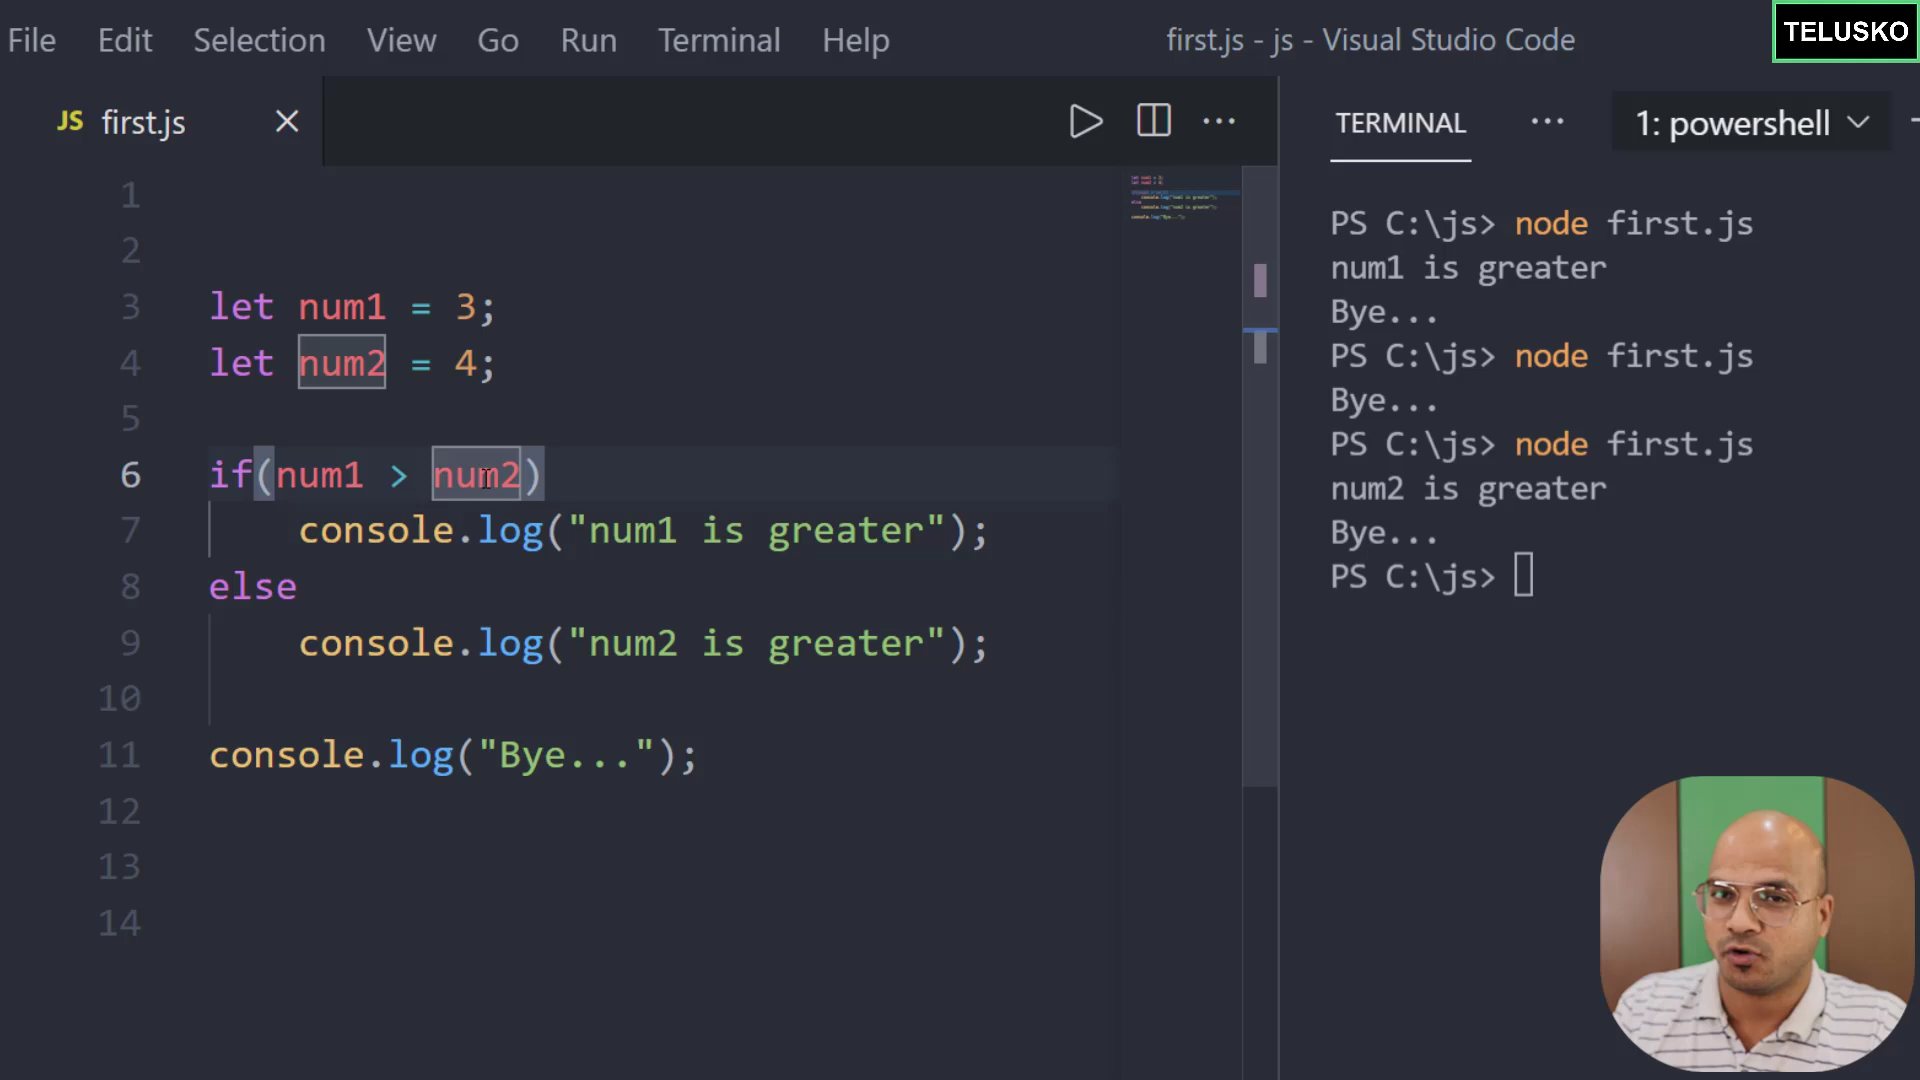 File Edit Selection View Go Run Terminal Help first.js - js - Visual Studio Code TELUSKO
JS first.js
TERMINAL ... 1: powershell
1
2
3 let num1 = 3;
4 let num2 = 4;
5
6 if(num1 > num2)
7 console.log("num1 is greater");
8 else
9 console.log("num2 is greater");
10
11 console.log("Bye...");
12
13
14
PS C:\js> node first.js
num1 is greater
Bye...
PS C:\js> node first.js
Bye...
PS C:\js> node first.js
num2 is greater
Bye...
PS C:\js>